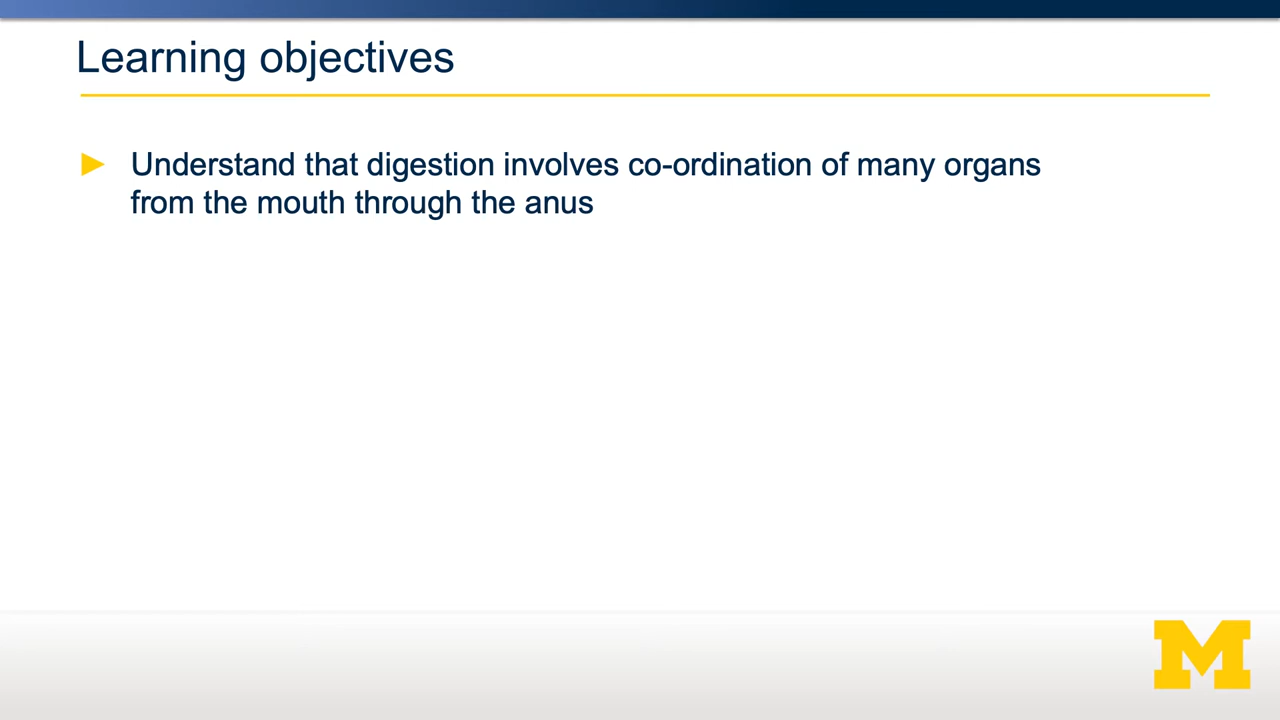 Learning objectives
► Understand that digestion involves co-ordination of many organs
from the mouth through the anus
M